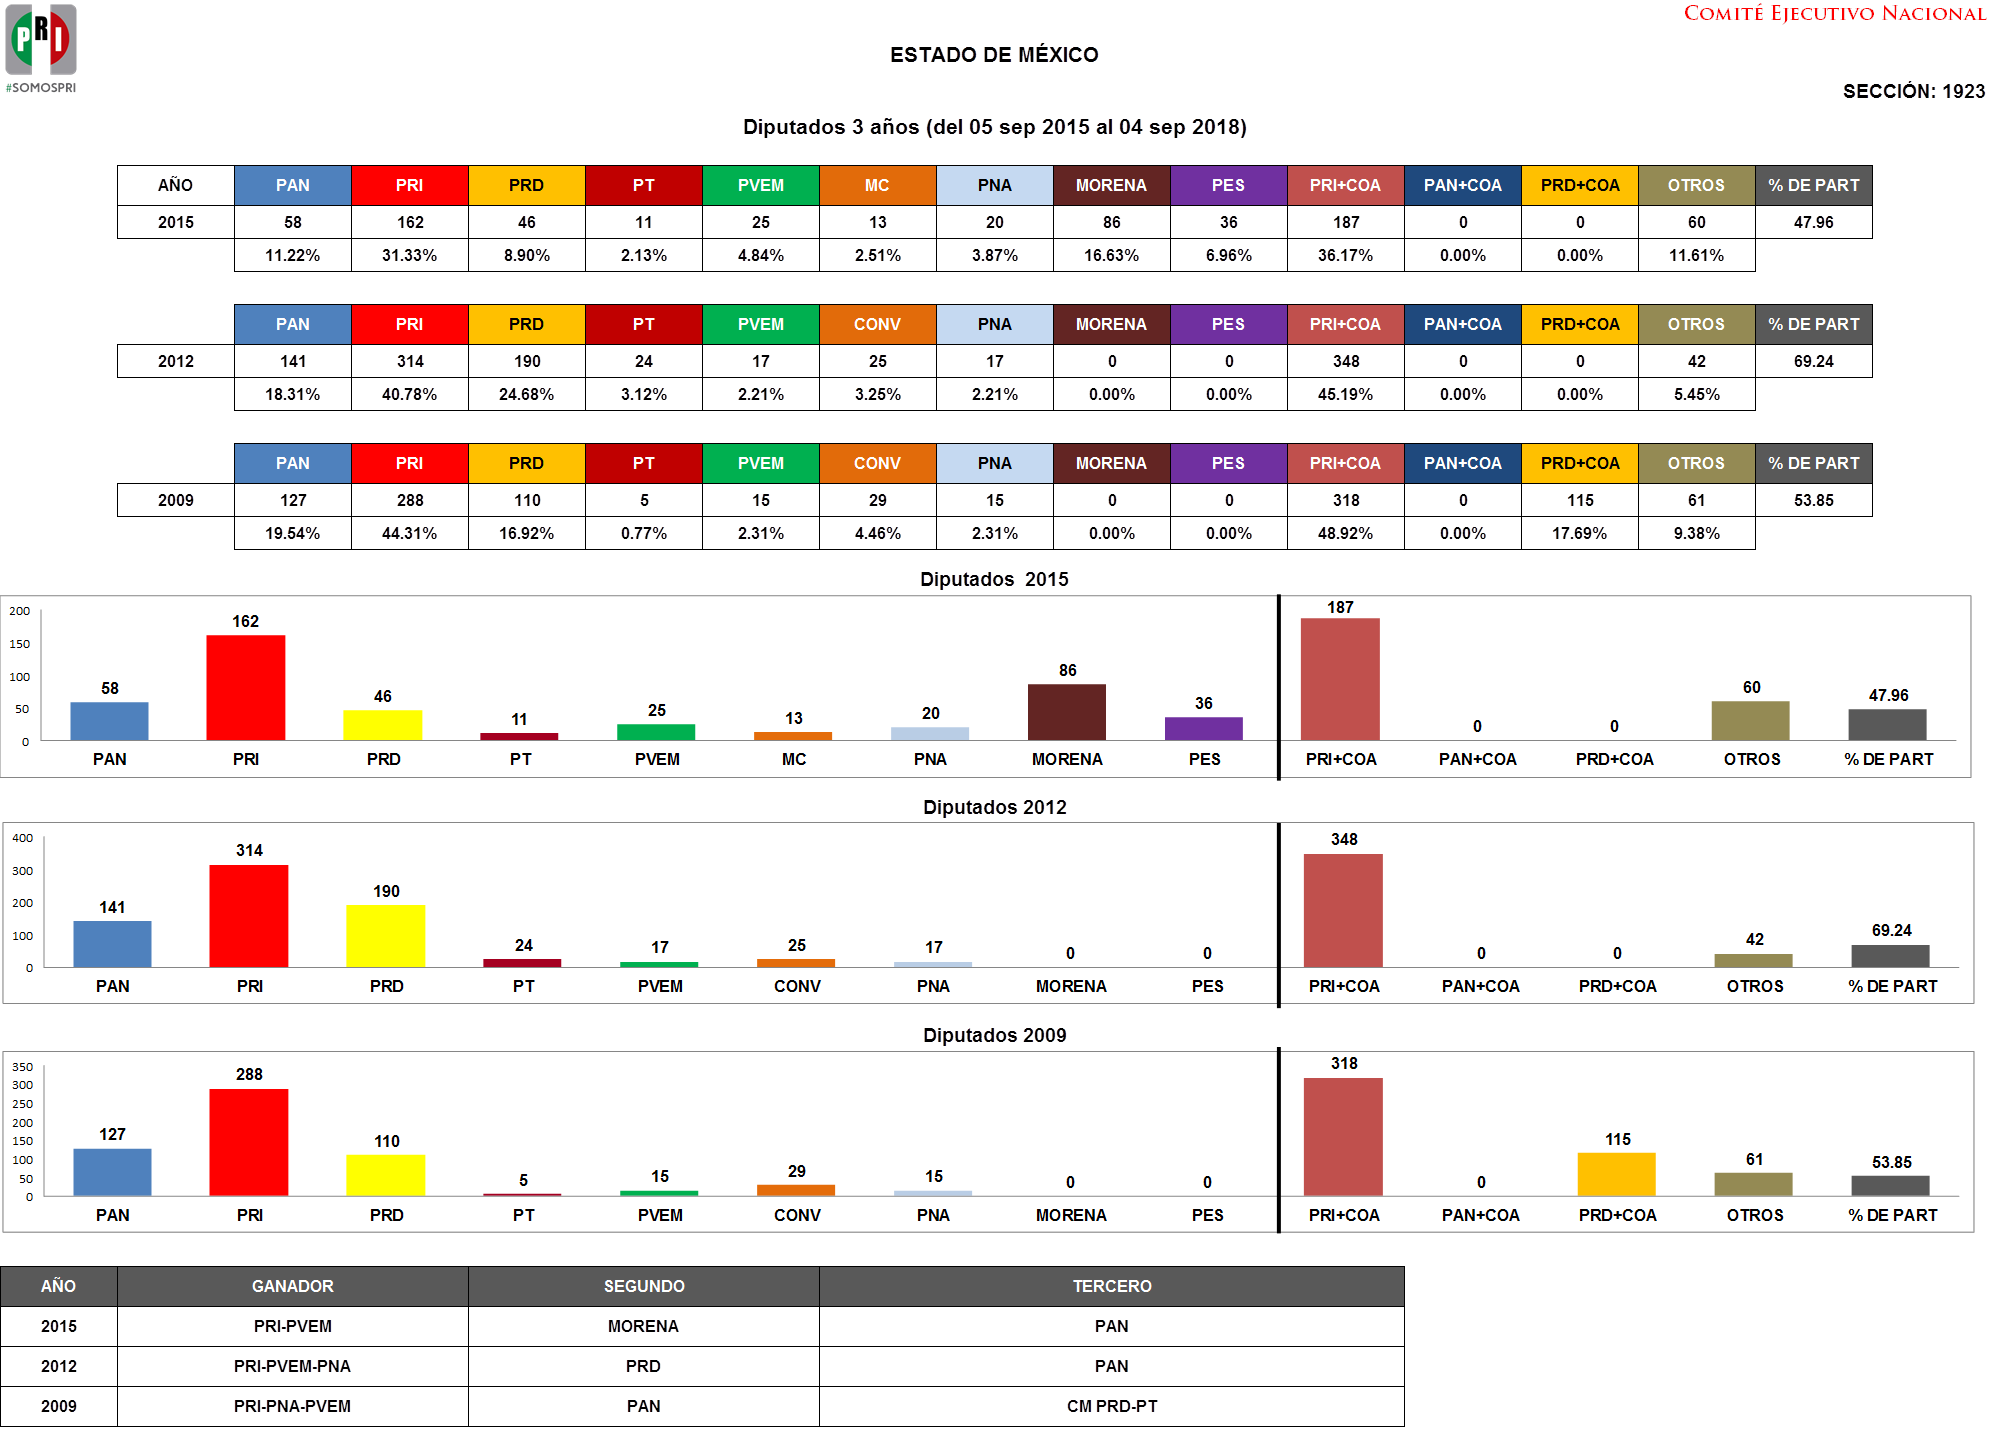 PRI
#SOMOSPRI
COMITÉ EJECUTIVO NACIONAL
ESTADO DE MÉXICO
SECCIÓN: 1923
Diputados 3 años (del 05 sep 2015 al 04 sep 2018)
AÑO PAN PRI PRD PT PVEM MC PNA MORENA PES PRI+COA PAN+COA PRD+COA OTROS % DE PART
2015 58 162 46 11 25 13 20 86 36 187 0 0 60 47.96
11.22% 31.33% 8.90% 2.13% 4.84% 2.51% 3.87% 16.63% 6.96% 36.17% 0.00% 0.00% 11.61%
PAN PRI PRD PT PVEM CONV PNA MORENA PES PRI+COA PAN+COA PRD+COA OTROS % DE PART
2012 141 314 190 24 17 25 17 0 0 348 0 0 42 69.24
18.31% 40.78% 24.68% 3.12% 2.21% 3.25% 2.21% 0.00% 0.00% 45.19% 0.00% 0.00% 5.45%
PAN PRI PRD PT PVEM CONV PNA MORENA PES PRI+COA PAN+COA PRD+COA OTROS % DE PART
2009 127 288 110 5 15 29 15 0 0 318 0 115 61 53.85
19.54% 44.31% 16.92% 0.77% 2.31% 4.46% 2.31% 0.00% 0.00% 48.92% 0.00% 17.69% 9.38%
Diputados 2015
200
150
100
50
0
58 162 46 11 25 13 20 86 36 187 0 0 60 47.96
PAN PRI PRD PT PVEM MC PNA MORENA PES PRI+COA PAN+COA PRD+COA OTROS % DE PART
Diputados 2012
400
300
200
100
0
141 314 190 24 17 25 17 0 0 348 0 0 42 69.24
PAN PRI PRD PT PVEM CONV PNA MORENA PES PRI+COA PAN+COA PRD+COA OTROS % DE PART
Diputados 2009
350
300
250
200
150
100
50
0
127 288 110 5 15 29 15 0 0 318 0 115 61 53.85
PAN PRI PRD PT PVEM CONV PNA MORENA PES PRI+COA PAN+COA PRD+COA OTROS % DE PART
AÑO GANADOR SEGUNDO TERCERO
2015 PRI-PVEM MORENA PAN
2012 PRI-PVEM-PNA PRD PAN
2009 PRI-PNA-PVEM PAN CM PRD-PT